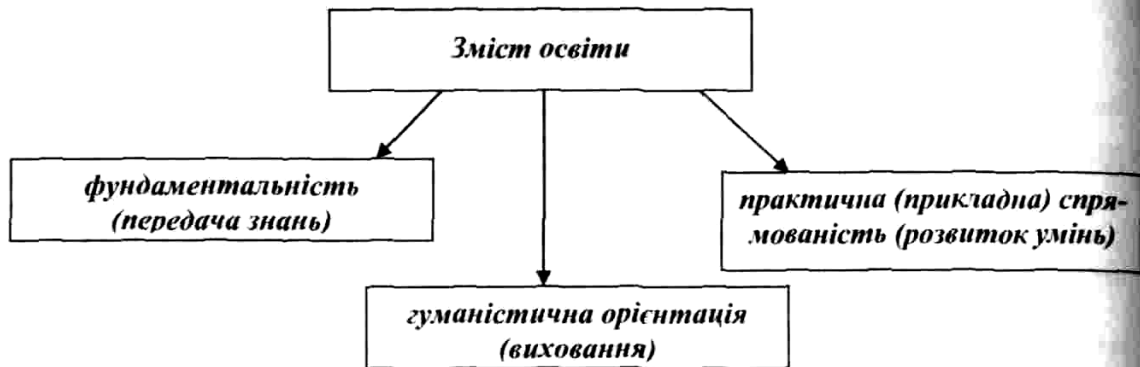 Зміст освіти
фундаментальність
(передача знань)
практична (прикладна) спря-
мованість (розвиток умінь)
гуманістична орієнтація
(виховання)